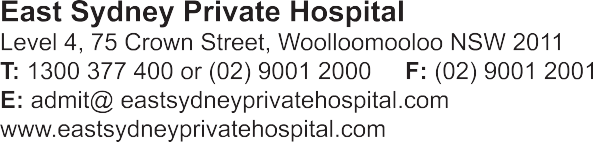 East Sydney Private Hospital
Level 4, 75 Crown Street, Woolloomooloo NSW 2011
T: 1300 377 400 or (02) 9001 2000 F: (02) 9001 2001
E: admit@ eastsydneyprivatehospital.com
www.eastsydneyprivatehospital.com